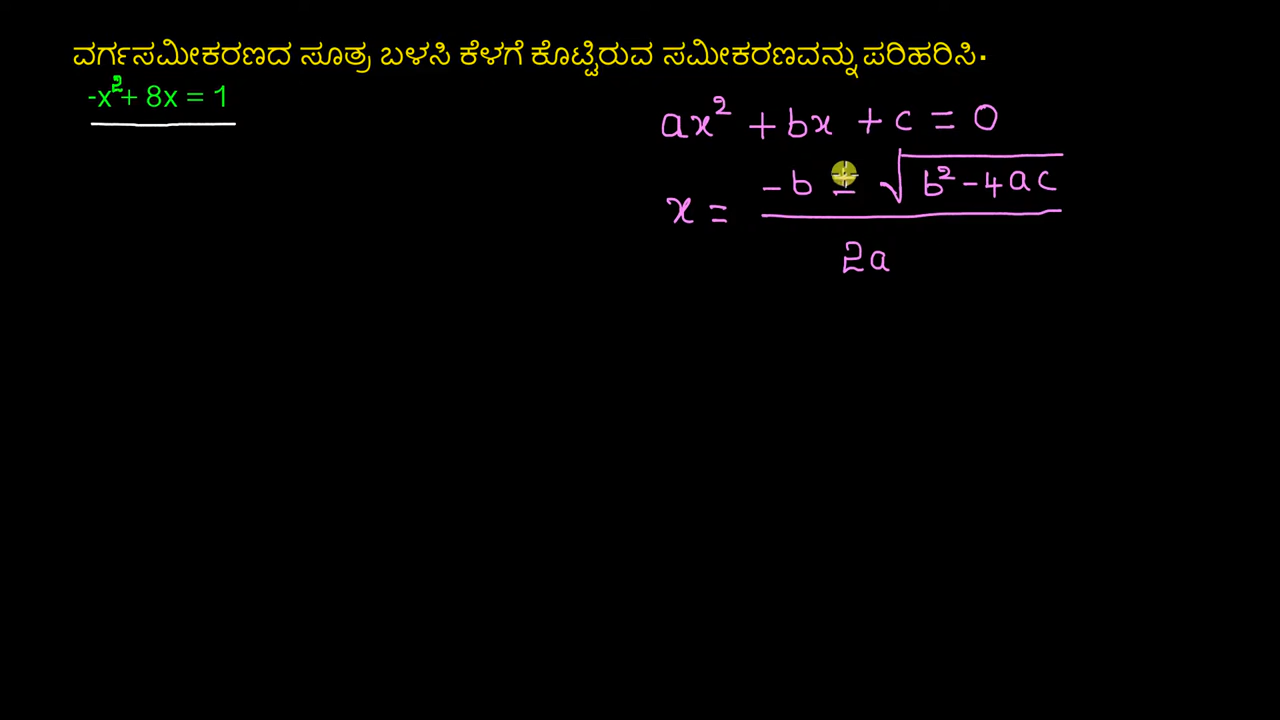 ವರ್ಗಸಮೀಕರಣದ ಸೂತ್ರ ಬಳಸಿ ಕೆಳಗೆ ಕೊಟ್ಟಿರುವ ಸಮೀಕರಣವನ್ನು ಪರಿಹರಿಸಿ.
-x²+ 8x = 1
ax² + bx + c = 0
x = (-b ± √(b² - 4ac)) / 2a